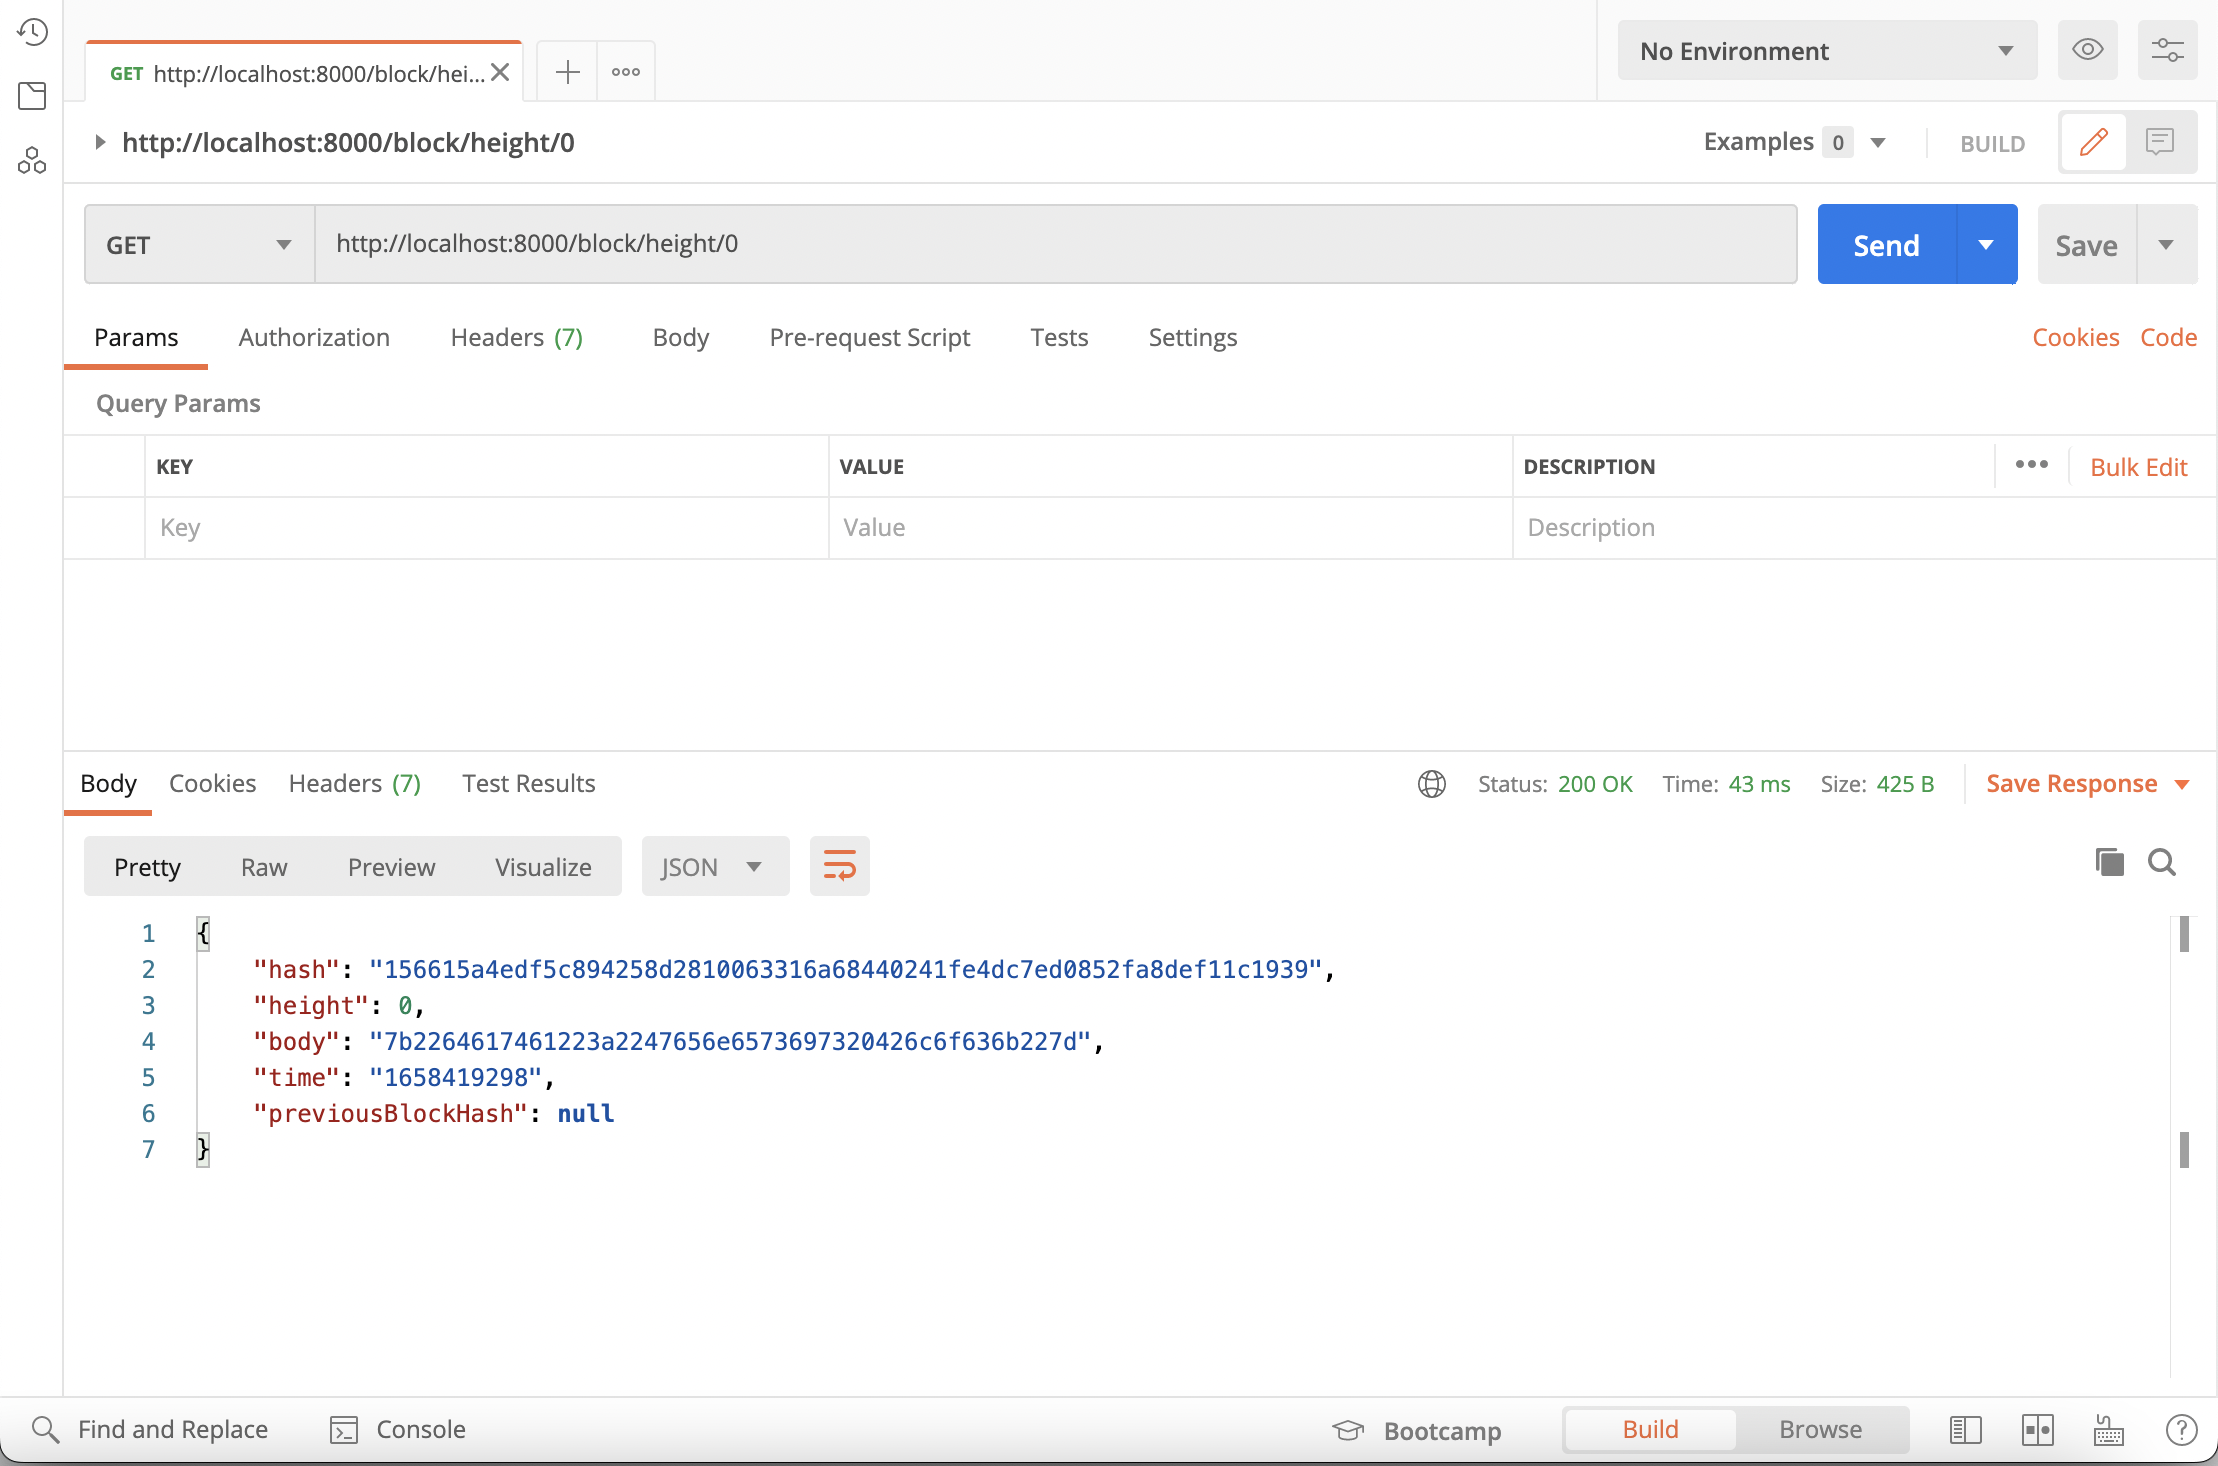 GET http://localhost:8000/block/hei...
No Environment
http://localhost:8000/block/height/0
Examples 0
BUILD
GET http://localhost:8000/block/height/0
Send
Save
Params Authorization Headers (7) Body Pre-request Script Tests Settings
Cookies Code
Query Params
KEY VALUE DESCRIPTION
Bulk Edit
Key Value Description
Body Cookies Headers (7) Test Results
Status: 200 OK Time: 43 ms Size: 425 B
Save Response
Pretty Raw Preview Visualize JSON
1 {
2 "hash": "156615a4edf5c894258d2810063316a68440241fe4dc7ed0852fa8def11c1939",
3 "height": 0,
4 "body": "7b2264617461223a2247656e6573697320426c6f636b227d",
5 "time": "1658419298",
6 "previousBlockHash": null
7 }
Find and Replace Console
Bootcamp Build Browse